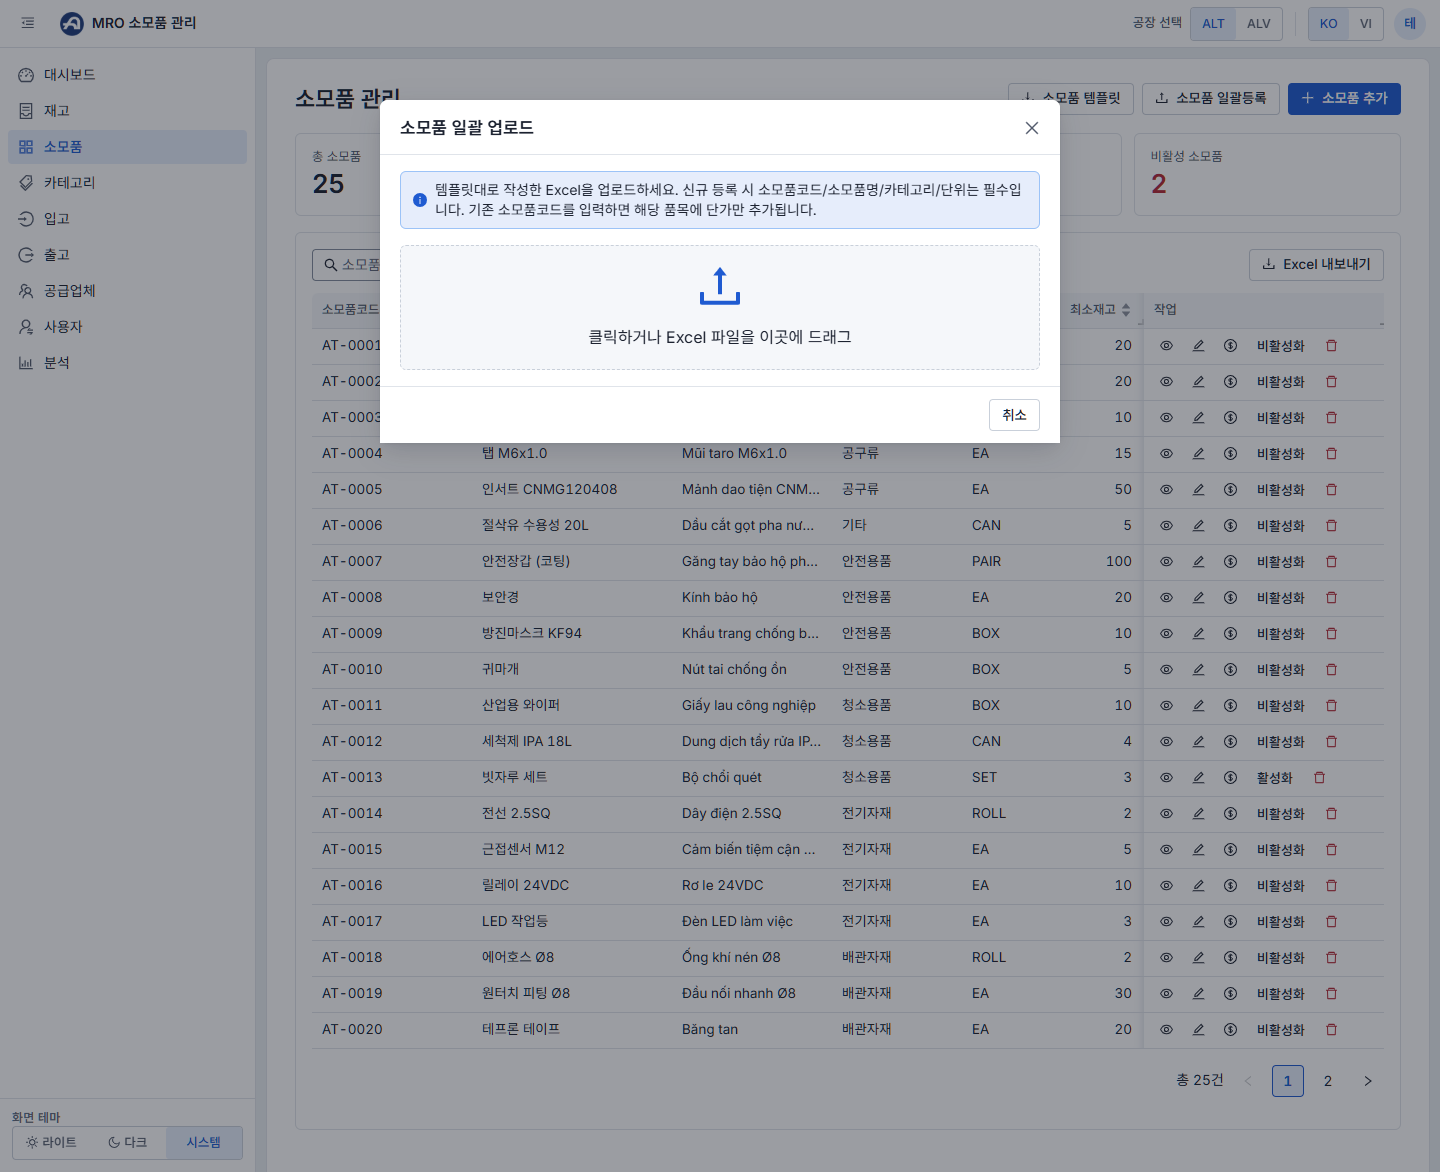 MRO 소모품 관리
공장 선택 ALT ALV KO VI 테
대시보드
재고
소모품
카테고리
입고
출고
공급업체
사용자
분석
화면 테마
라이트 다크 시스템
소모품 관리
소모품 템플릿 소모품 일괄등록 소모품 추가
총 소모품
25
비활성 소모품
2
소모품
Excel 내보내기
소모품 일괄 업로드
템플릿대로 작성한 Excel을 업로드하세요. 신규 등록 시 소모품코드/소모품명/카테고리/단위는 필수입
니다. 기존 소모품코드를 입력하면 해당 품목에 단가만 추가됩니다.
클릭하거나 Excel 파일을 이곳에 드래그
취소
소모품코드 최소재고 작업
AT-0001 20 비활성화
AT-0002 20 비활성화
AT-0003 10 비활성화
AT-0004 탭 M6x1.0 Mũi taro M6x1.0 공구류 EA 15 비활성화
AT-0005 인서트 CNMG120408 Mảnh dao tiện CNM... 공구류 EA 50 비활성화
AT-0006 절삭유 수용성 20L Dầu cắt gọt pha nư... 기타 CAN 5 비활성화
AT-0007 안전장갑 (코팅) Găng tay bảo hộ ph... 안전용품 PAIR 100 비활성화
AT-0008 보안경 Kính bảo hộ 안전용품 EA 20 비활성화
AT-0009 방진마스크 KF94 Khẩu trang chống b... 안전용품 BOX 10 비활성화
AT-0010 귀마개 Nút tai chống ồn 안전용품 BOX 5 비활성화
AT-0011 산업용 와이퍼 Giấy lau công nghiệp 청소용품 BOX 10 비활성화
AT-0012 세척제 IPA 18L Dung dịch tẩy rửa IP... 청소용품 CAN 4 비활성화
AT-0013 빗자루 세트 Bộ chổi quét 청소용품 SET 3 활성화
AT-0014 전선 2.5SQ Dây điện 2.5SQ 전기자재 ROLL 2 비활성화
AT-0015 근접센서 M12 Cảm biến tiệm cận ... 전기자재 EA 5 비활성화
AT-0016 릴레이 24VDC Rơ le 24VDC 전기자재 EA 10 비활성화
AT-0017 LED 작업등 Đèn LED làm việc 전기자재 EA 3 비활성화
AT-0018 에어호스 Ø8 Ống khí nén Ø8 배관자재 ROLL 2 비활성화
AT-0019 원터치 피팅 Ø8 Đầu nối nhanh Ø8 배관자재 EA 30 비활성화
AT-0020 테프론 테이프 Băng tan 배관자재 EA 20 비활성화
총 25건 1 2